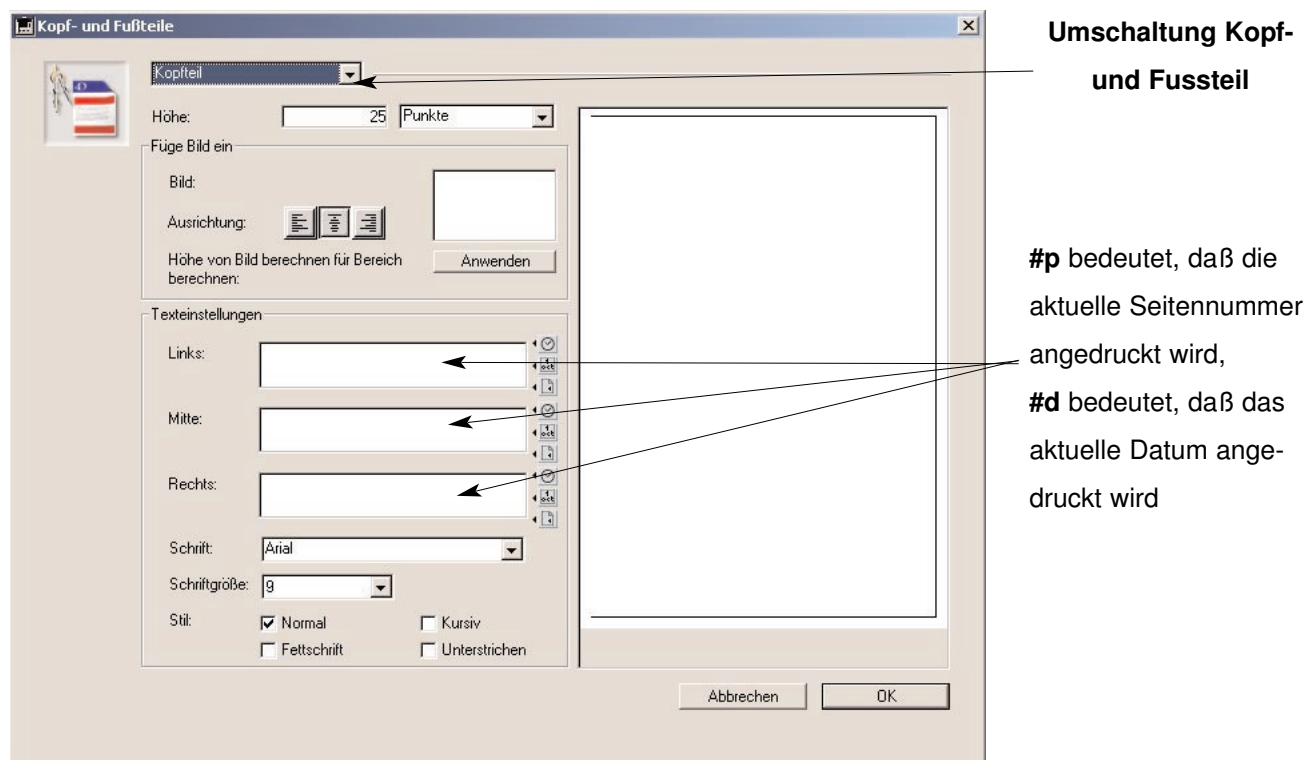 Kopf- und Fußteile
Kopfteil
Höhe: 25 Punkte
Füge Bild ein
Bild:
Ausrichtung:
Höhe von Bild berechnen für Bereich
berechnen:
Anwenden
Texteinstellungen
Links:
Mitte:
Rechts:
Schrift: Arial
Schriftgröße: 9
Stil: Normal Kursiv
Fettschrift Unterstrichen
Abbrechen OK
Umschaltung Kopf-
und Fussteil
#p bedeutet, daß die
aktuelle Seitennummer
angedruckt wird,
#d bedeutet, daß das
aktuelle Datum ange-
druckt wird